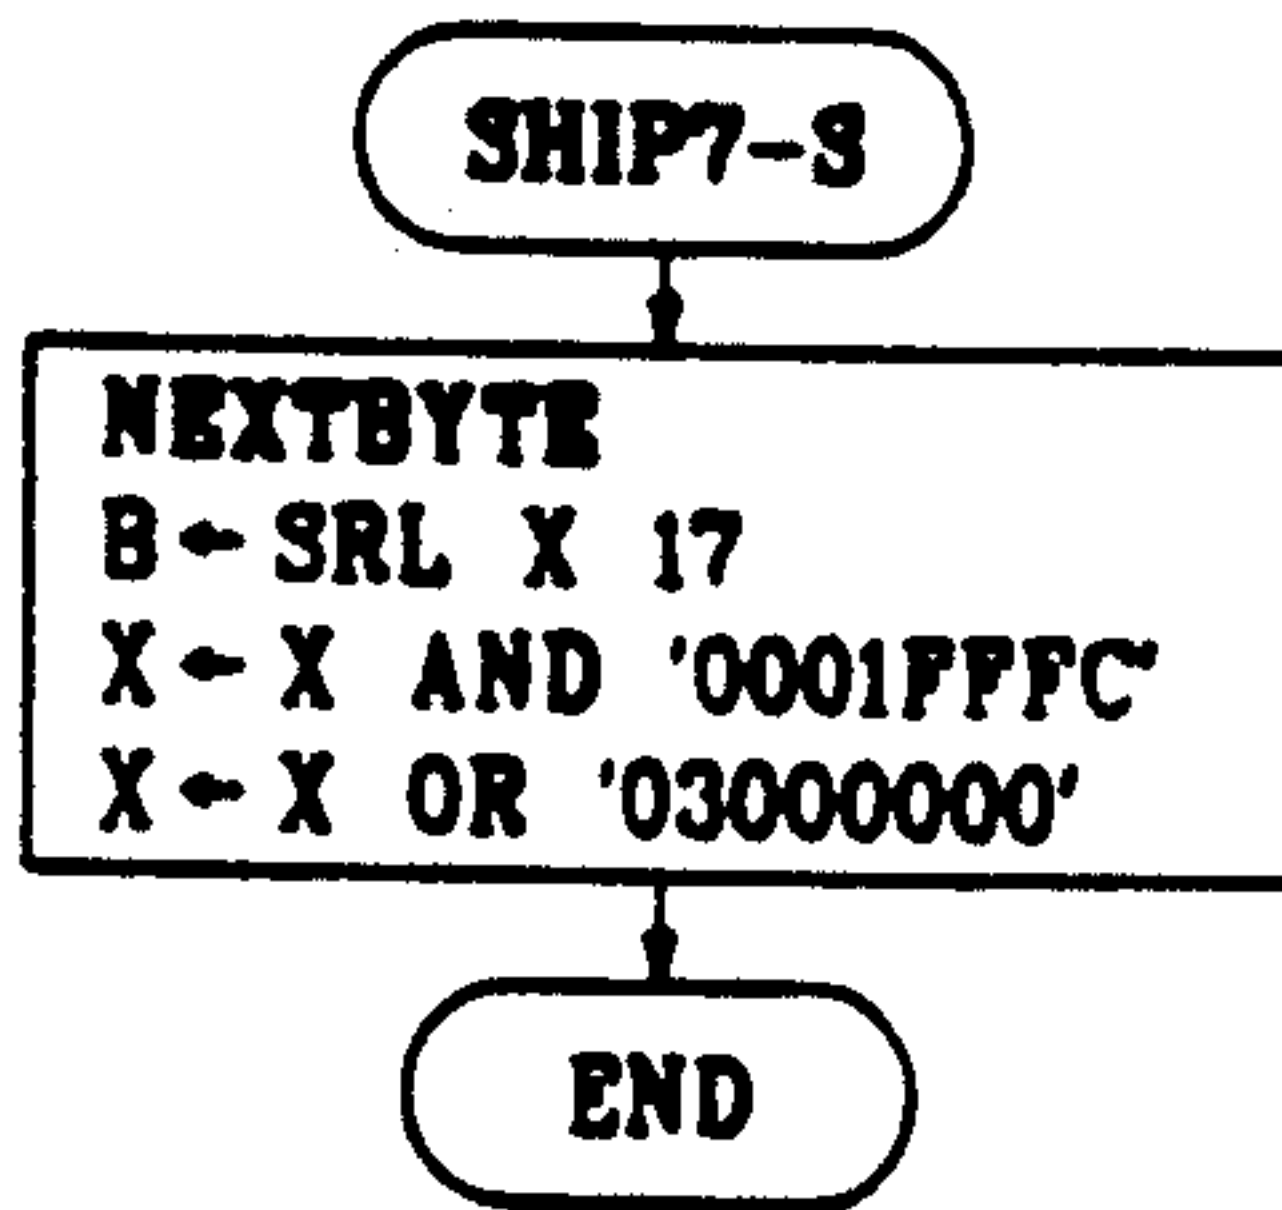 SHIP7-S
NEXTBYTE
B ← SRL X 17
X ← X AND '0001FFFC'
X ← X OR '03000000'
END